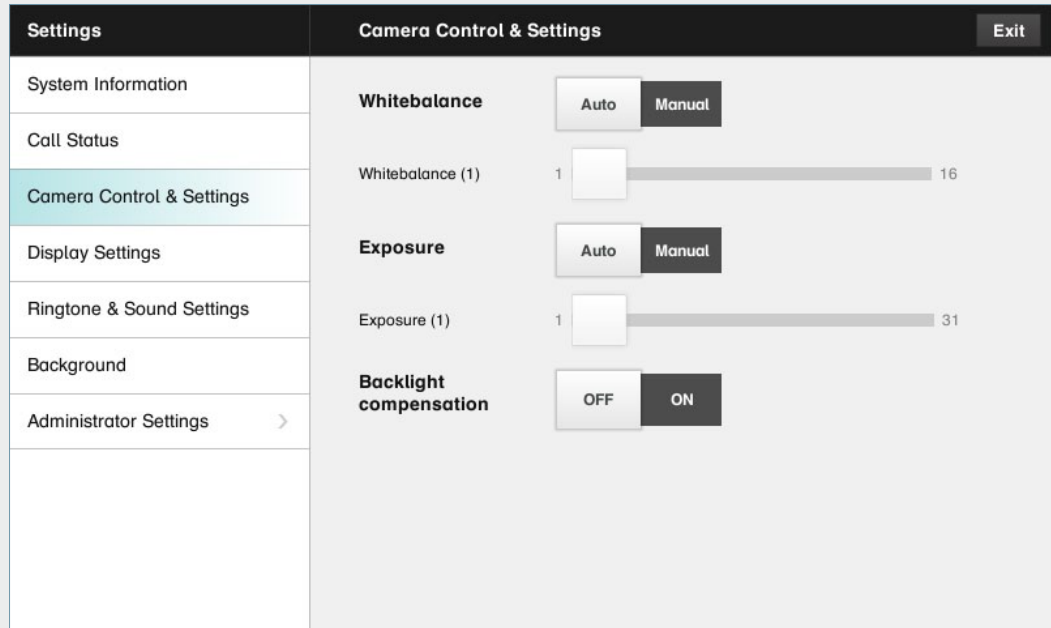 Settings
Camera Control & Settings
Exit
System Information
Call Status
Camera Control & Settings
Display Settings
Ringtone & Sound Settings
Background
Administrator Settings
Whitebalance
Auto Manual
Whitebalance (1) 1 16
Exposure
Auto Manual
Exposure (1) 1 31
Backlight
compensation
OFF ON